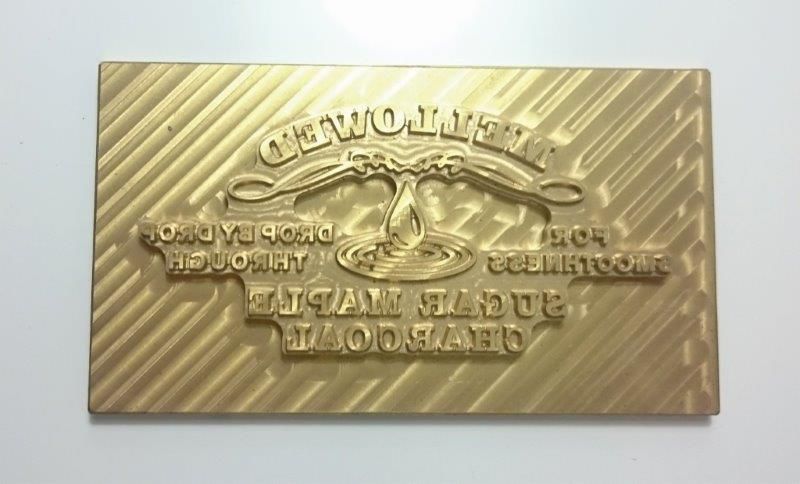 MELLOWED
FOR
SMOOTHNESS
DROP BY DROP
THROUGH
SUGAR MAPLE
CHARCOAL